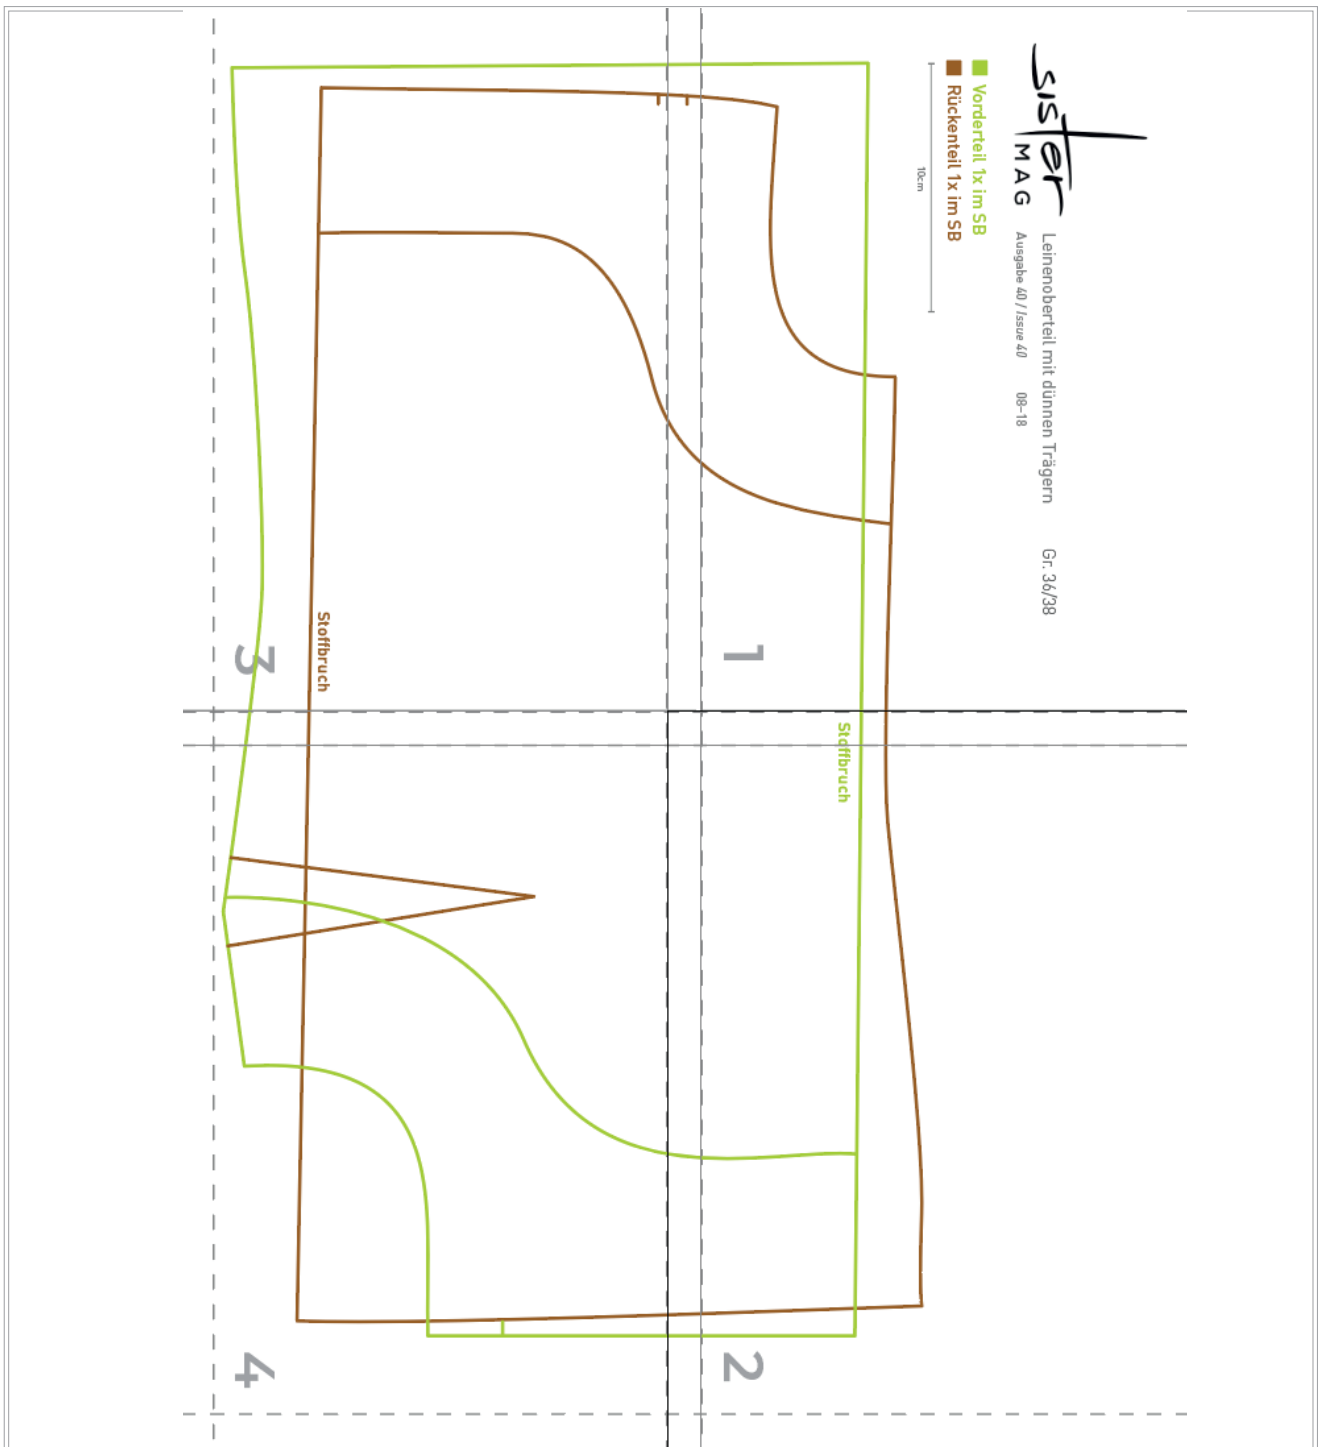 sister
MAG
Leinenoberteil mit dünnen Trägern Gr. 36/38
Ausgabe 40 / Issue 40 08-18
Vorderteil 1x im SB
Rückenteil 1x im SB
10cm
1
3
Stoffbruch
Stoffbruch
2
4